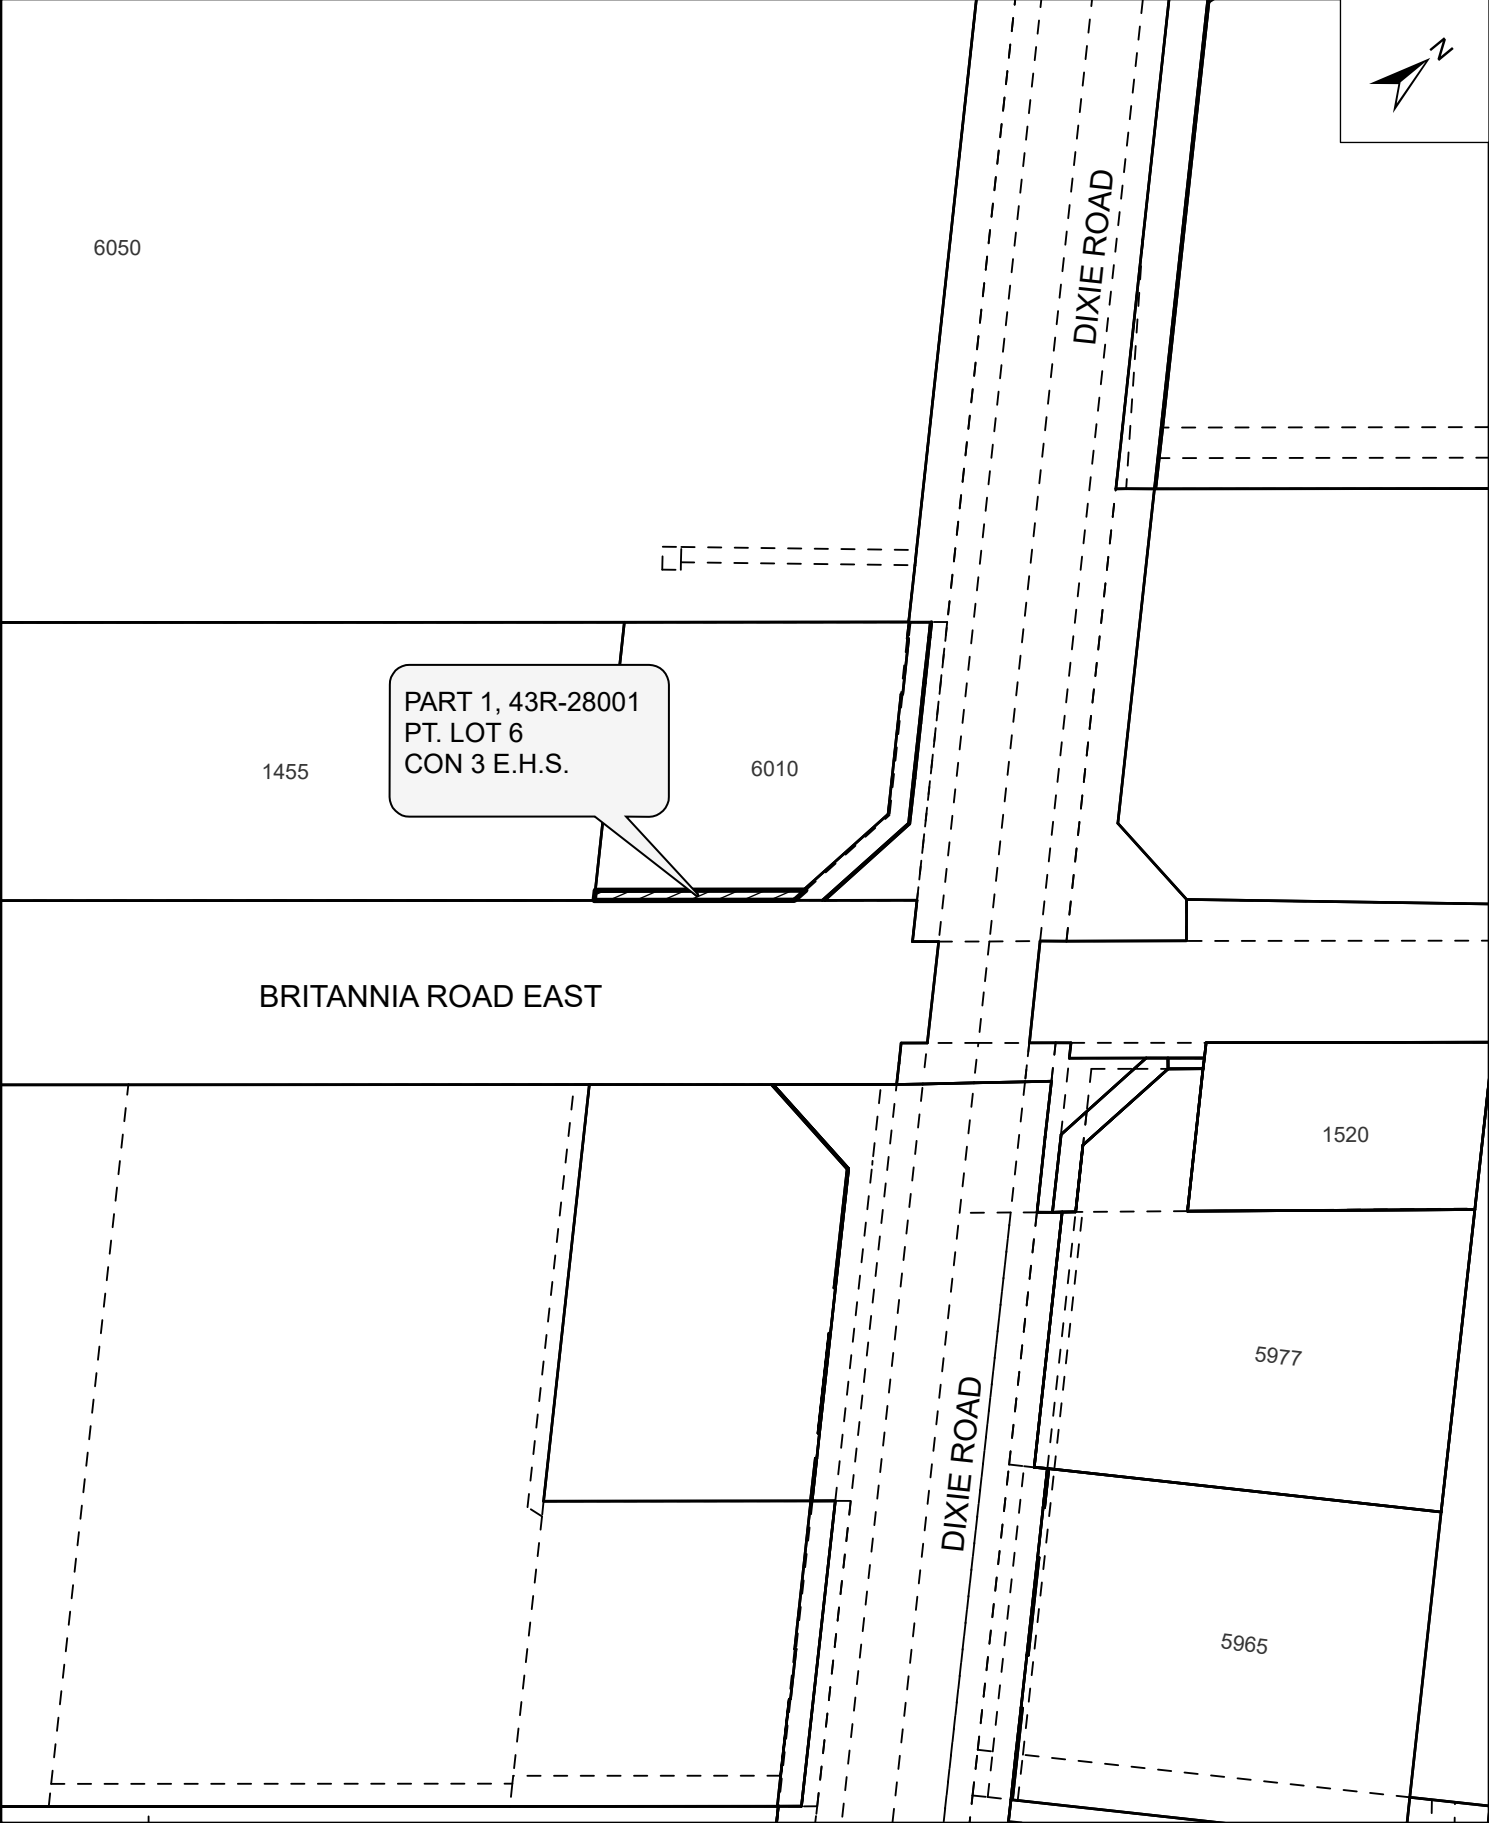 N
DIXIE ROAD
6050
PART 1, 43R-28001
PT. LOT 6
CON 3 E.H.S.
1455
6010
BRITANNIA ROAD EAST
1520
5977
DIXIE ROAD
5965